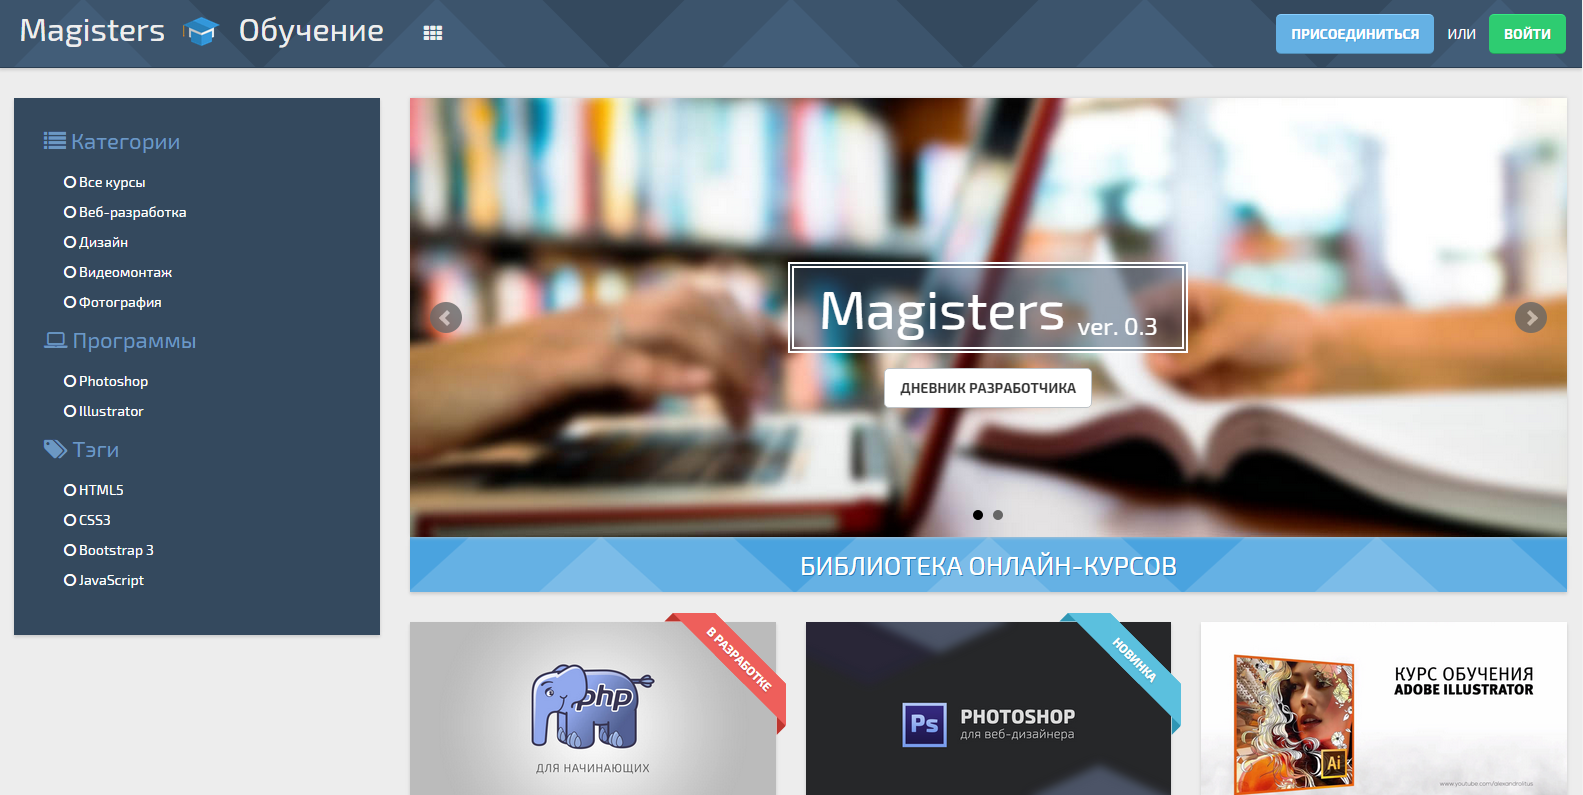 Magisters Обучение
ПРИСОЕДИНИТЬСЯ ИЛИ ВОЙТИ
Категории
Все курсы
Веб-разработка
Дизайн
Видеомонтаж
Фотография
Программы
Photoshop
Illustrator
Тэги
HTML5
CSS3
Bootstrap 3
JavaScript
Magisters ver. 0.3
ДНЕВНИК РАЗРАБОТЧИКА
БИБЛИОТЕКА ОНЛАЙН-КУРСОВ
В РАЗРАБОТКЕ
php
ДЛЯ НАЧИНАЮЩИХ
НОВИНКА
Ps
PHOTOSHOP
для веб-дизайнера
КУРС ОБУЧЕНИЯ
ADOBE ILLUSTRATOR
Ai